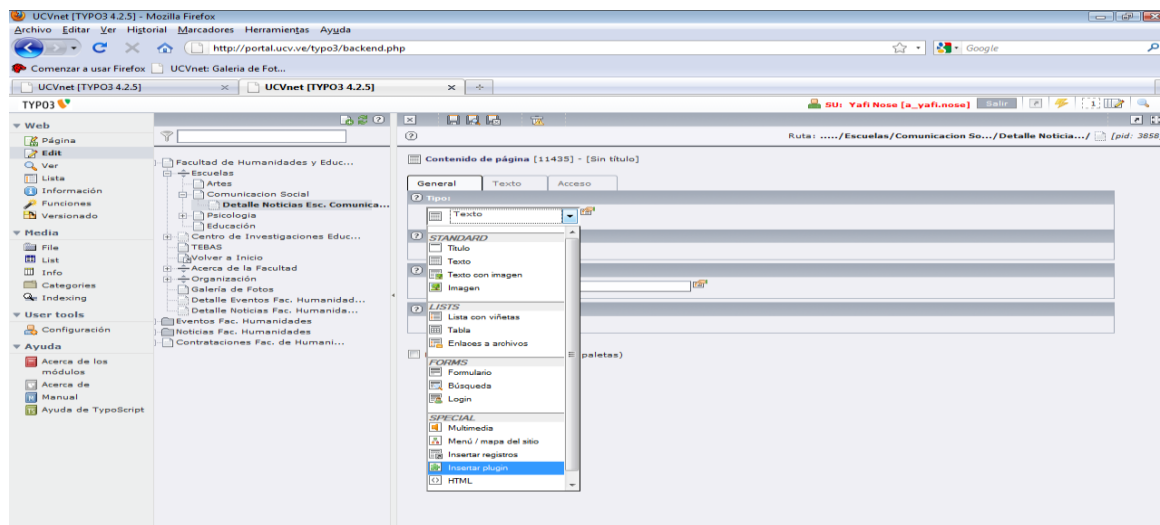 UCVnet [TYPO3 4.2.5] - Mozilla Firefox
Archivo Editar Ver Historial Marcadores Herramientas Ayuda
http://portal.ucv.ve/typo3/backend.php
Google
Comenzar a usar Firefox UCVnet: Galeria de Fot...
UCVnet [TYPO3 4.2.5] UCVnet [TYPO3 4.2.5]
TYPO3 SU: Yafi Nose [a_yafi.nose] Salir
Web
Página
Edit
Ver
Lista
Información
Funciones
Versionado
Media
File
List
Info
Categories
Indexing
User tools
Configuración
Ayuda
Acerca de los
módulos
Acerca de
Manual
Ayuda de TypoScript
Facultad de Humanidades y Educ...
Escuelas
Artes
Comunicacion Social
Detalle Noticias Esc. Comunica...
Psicologia
Educación
Centro de Investigaciones Educ...
TEBAS
Volver a Inicio
Acerca de la Facultad
Organización
Galería de Fotos
Detalle Eventos Fac. Humanidad...
Detalle Noticias Fac. Humanida...
Eventos Fac. Humanidades
Noticias Fac. Humanidades
Contrataciones Fac. de Humani...
Ruta: ...../Escuelas/Comunicacion So.../Detalle Noticia.../ [pid: 3858]
Contenido de página [11435] - [Sin título]
General Texto Acceso
Tipo:
Texto
STANDARD
Titulo
Texto
Texto con imagen
Imagen
LISTS
Lista con viñetas
Tabla
Enlaces a archivos
paletas)
FORMS
Formulario
Búsqueda
Login
SPECIAL
Multimedia
Menú / mapa del sitio
Insertar registros
Insertar plugin
HTML